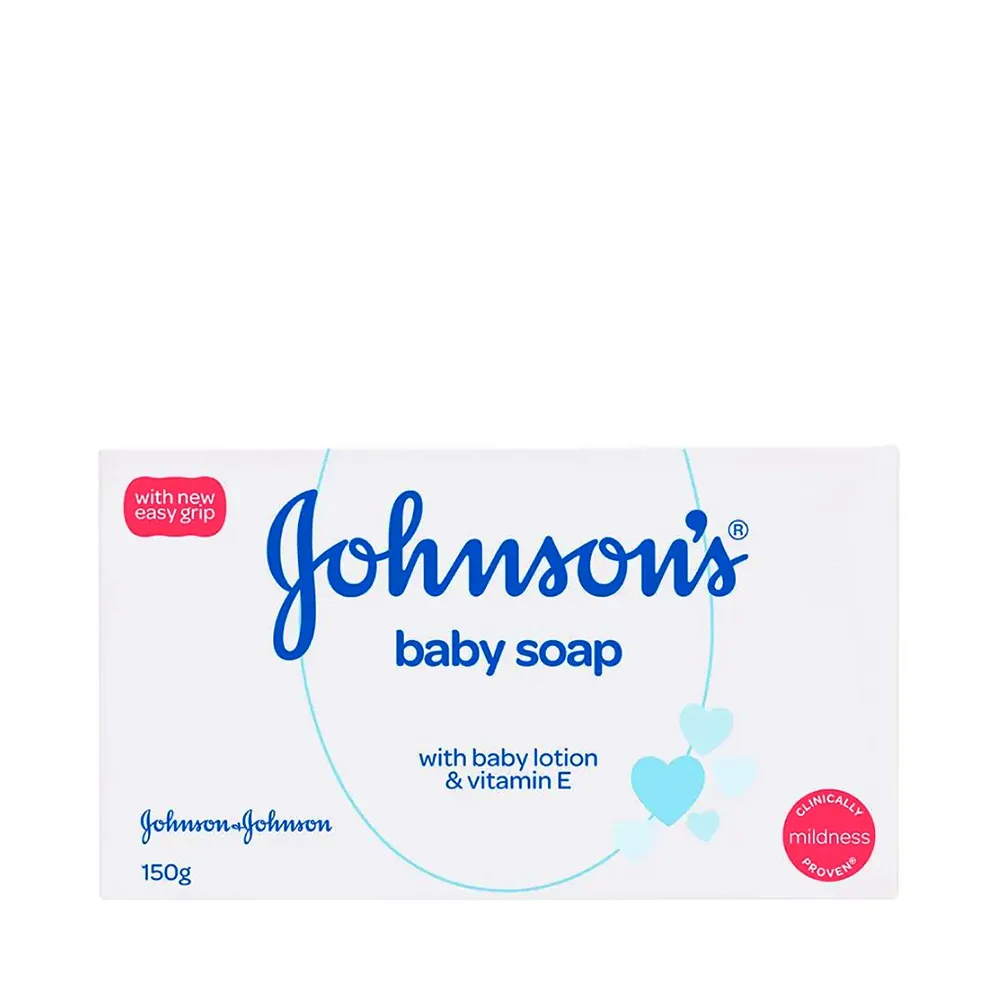 with new
easy grip
Johnson's®
baby soap
with baby lotion
& vitamin E
Johnson & Johnson
150g
CLINICALLY
mildness
PROVEN®